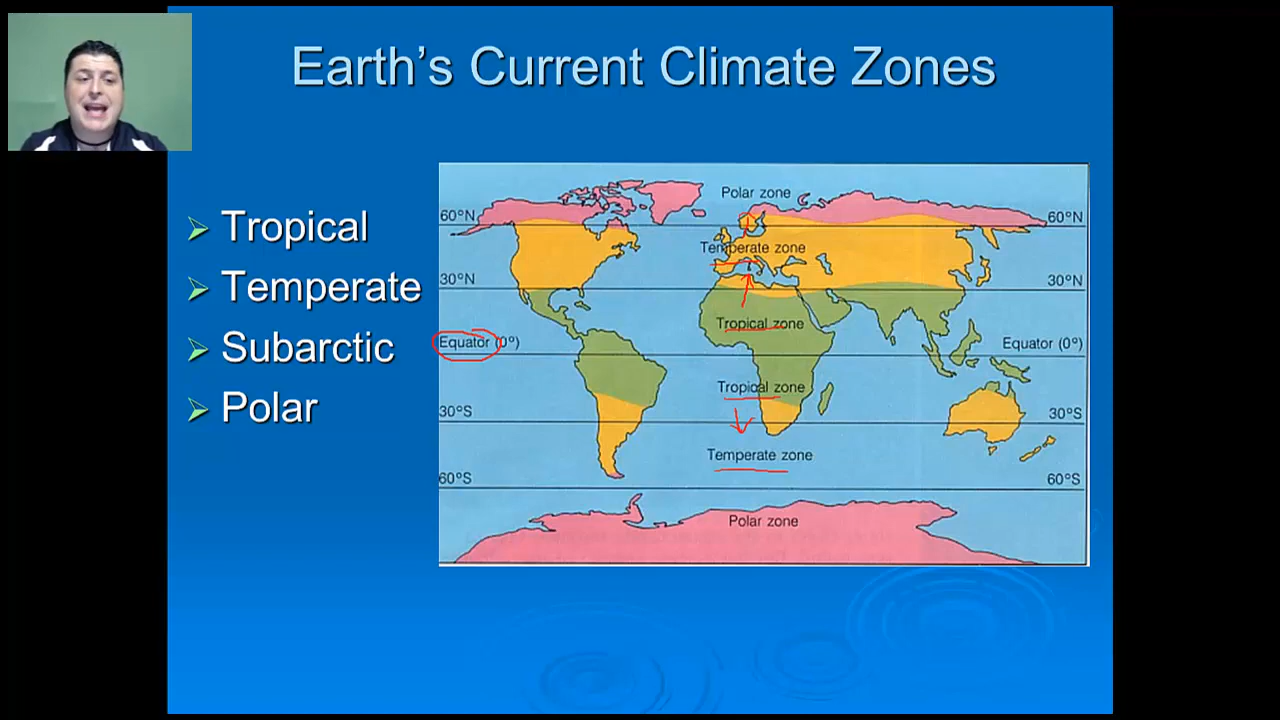 Earth's Current Climate Zones
Tropical
Temperate
Subarctic
Polar
Polar zone
60°N
60°N
Temperate zone
30°N
30°N
Tropical zone
Equator (0°)
Equator (0°)
Tropical zone
30°S
30°S
Temperate zone
60°S
60°S
Polar zone